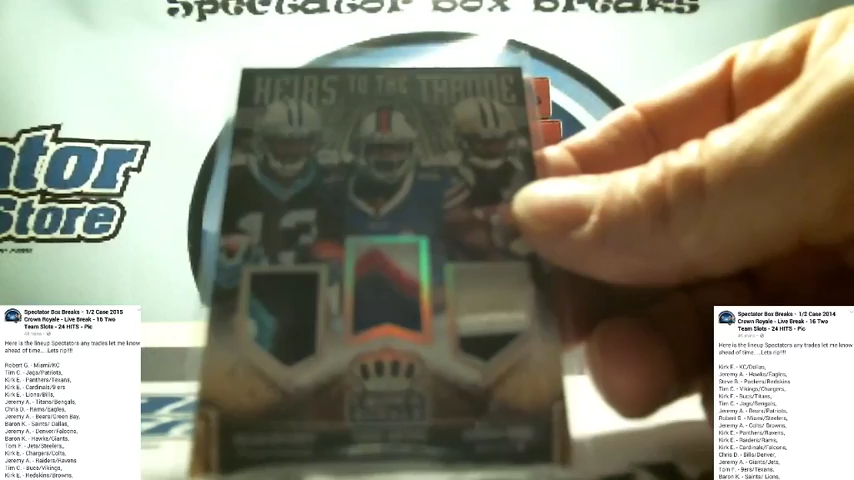 Spectator Box Breaks
ator
Store
HEIRS TO THE THRONE
13
Spectator Box Breaks - 1/2 Case 2015
Crown Royale - Live Break - 16 Two
Team Slots - 24 HITS - Pic
Here is the lineup Spectators any trades let me know
ahead of time....Lets rip!!!!
Robert G. - Miami/KC
Tim C. - Jags/Patriots,
Kirk E. - Panthers/Texans,
Kirk E. - Cardinals/9ers
Kirk E. - Lions/Bills,
Jeremy A. - Titans/Bengals,
Chris D. - Rams/Eagles,
Jeremy A. - Bears/Green Bay,
Baron K. - Saints/ Dallas,
Jeremy A. - Denver/Falcons,
Baron K. - Hawks/Giants,
Tom F. - Jets/Steelers,
Kirk E. - Chargers/Colts,
Jeremy A. - Raiders/Ravens
Tim C. - Bucs/Vikings,
Kirk E. - Redskins/Browns,
Spectator Box Breaks - 1/2 Case 2014
Crown Royale - Live Break - 16 Two
Team Slots - 24 HITS - Pic
Here is the lineup Spectators any trades let me know
ahead of time....Lets rip!!!!
Kirk E. - KC/Dallas,
Jeremy A. - Hawks/Eagles,
Steve B. - Packers/Redskins
Tim E. - Vikings/Chargers,
Kirk F. - Bucs/Titans,
Tim E. - Jags/Bengals,
Jeremy A. - Bears/Patriots,
Robert G. - Miami/Steelers,
Jeremy A. - Colts/ Browns,
Kirk E. - Panthers/Ravens,
Kirk E. - Raiders/Rams,
Kirk E. - Cardinals/Falcons
Chris D. - Bills/Denver,
Jeremy A. - Giants/Jets,
Tom F. - 9ers/Texans,
Baron K. - Saints/ Lions,